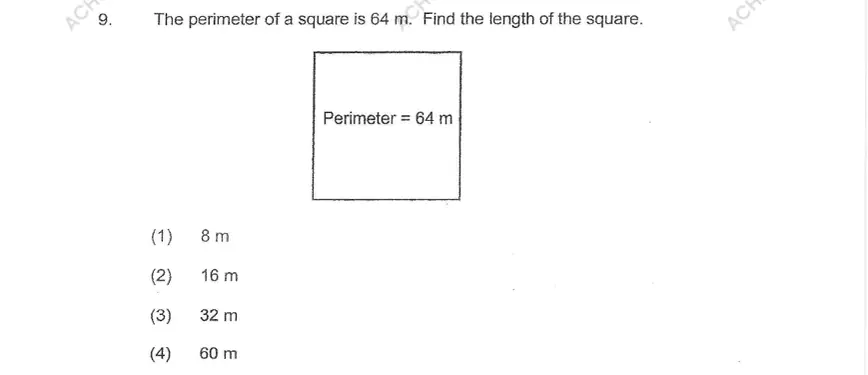 9. The perimeter of a square is 64 m. Find the length of the square.
Perimeter = 64 m
(1) 8 m
(2) 16 m
(3) 32 m
(4) 60 m